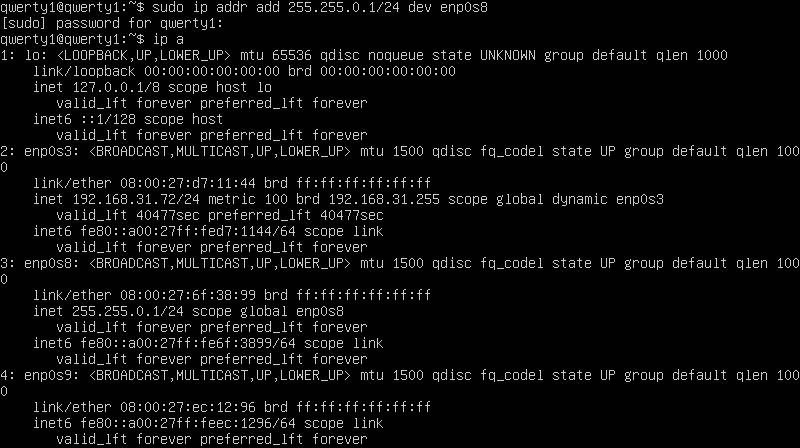 qwerty1@qwerty1:~$ sudo ip addr add 255.255.0.1/24 dev enp0s8
[sudo] password for qwerty1:
qwerty1@qwerty1:~$ ip a
1: lo: <LOOPBACK,UP,LOWER_UP> mtu 65536 qdisc noqueue state UNKNOWN group default qlen 1000
    link/loopback 00:00:00:00:00:00 brd 00:00:00:00:00:00
    inet 127.0.0.1/8 scope host lo
       valid_lft forever preferred_lft forever
    inet6 ::1/128 scope host
       valid_lft forever preferred_lft forever
2: enp0s3: <BROADCAST,MULTICAST,UP,LOWER_UP> mtu 1500 qdisc fq_codel state UP group default qlen 100
0
    link/ether 08:00:27:d7:11:44 brd ff:ff:ff:ff:ff:ff
    inet 192.168.31.72/24 metric 100 brd 192.168.31.255 scope global dynamic enp0s3
       valid_lft 40477sec preferred_lft 40477sec
    inet6 fe80::a00:27ff:fed7:1144/64 scope link
       valid_lft forever preferred_lft forever
3: enp0s8: <BROADCAST,MULTICAST,UP,LOWER_UP> mtu 1500 qdisc fq_codel state UP group default qlen 100
0
    link/ether 08:00:27:6f:38:99 brd ff:ff:ff:ff:ff:ff
    inet 255.255.0.1/24 scope global enp0s8
       valid_lft forever preferred_lft forever
    inet6 fe80::a00:27ff:fe6f:3899/64 scope link
       valid_lft forever preferred_lft forever
4: enp0s9: <BROADCAST,MULTICAST,UP,LOWER_UP> mtu 1500 qdisc fq_codel state UP group default qlen 100
0
    link/ether 08:00:27:ec:12:96 brd ff:ff:ff:ff:ff:ff
    inet6 fe80::a00:27ff:feec:1296/64 scope link
       valid_lft forever preferred_lft forever